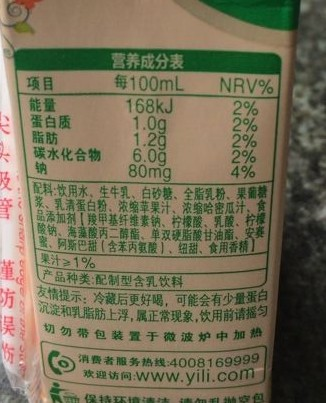 营养成分表
项目 每100mL NRV%
能量 168kJ 2%
蛋白质 1.0g 2%
脂肪 1.2g 2%
碳水化合物 6.0g 2%
钠 80mg 4%
配料:饮用水、生牛乳、白砂糖、全脂乳粉、果葡糖
浆、乳清蛋白粉、浓缩苹果汁、浓缩哈密瓜汁、食
品添加剂【羧甲基纤维素钠、柠檬酸、乳酸、柠檬
酸钠、海藻酸丙二醇酯、单双硬脂酸甘油酯、安赛
蜜、阿斯巴甜(含苯丙氨酸)、纽甜、食用香精】
果汁≥1%
产品种类:配制型含乳饮料
友情提示:冷藏后更好喝,可能会有少量蛋白
沉淀和乳脂肪上浮,属正常现象,饮用前请摇匀
切勿带包装置于微波炉中加热
消费者服务热线:4008169999
欢迎访问:www.yili.com
保持环境清洁,请勿乱抛空包
尖头吸管
谨防误伤